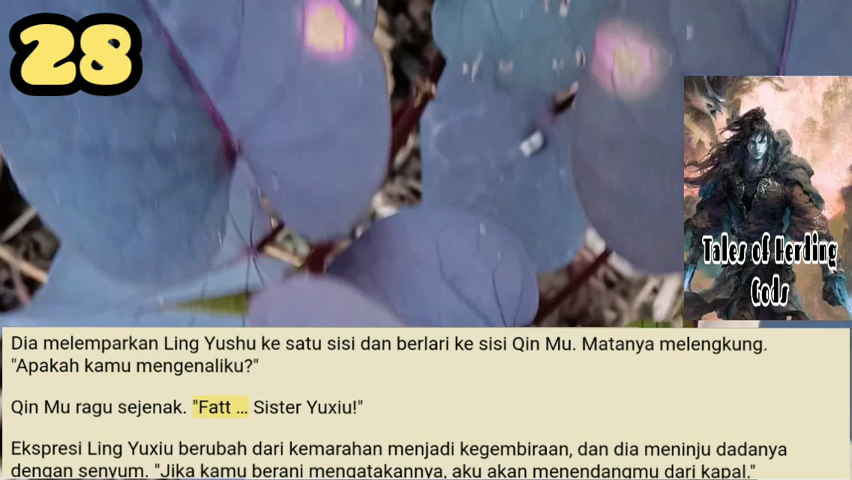 28
Tales of Herding
Gods
Dia melemparkan Ling Yushu ke satu sisi dan berlari ke sisi Qin Mu. Matanya melengkung.
"Apakah kamu mengenaliku?"
Qin Mu ragu sejenak. "Fatt ... Sister Yuxiu!"
Ekspresi Ling Yuxiu berubah dari kemarahan menjadi kegembiraan, dan dia meninju dadanya
dengan senyum. "Jika kamu berani mengatakannya, aku akan menendangmu dari kapal."